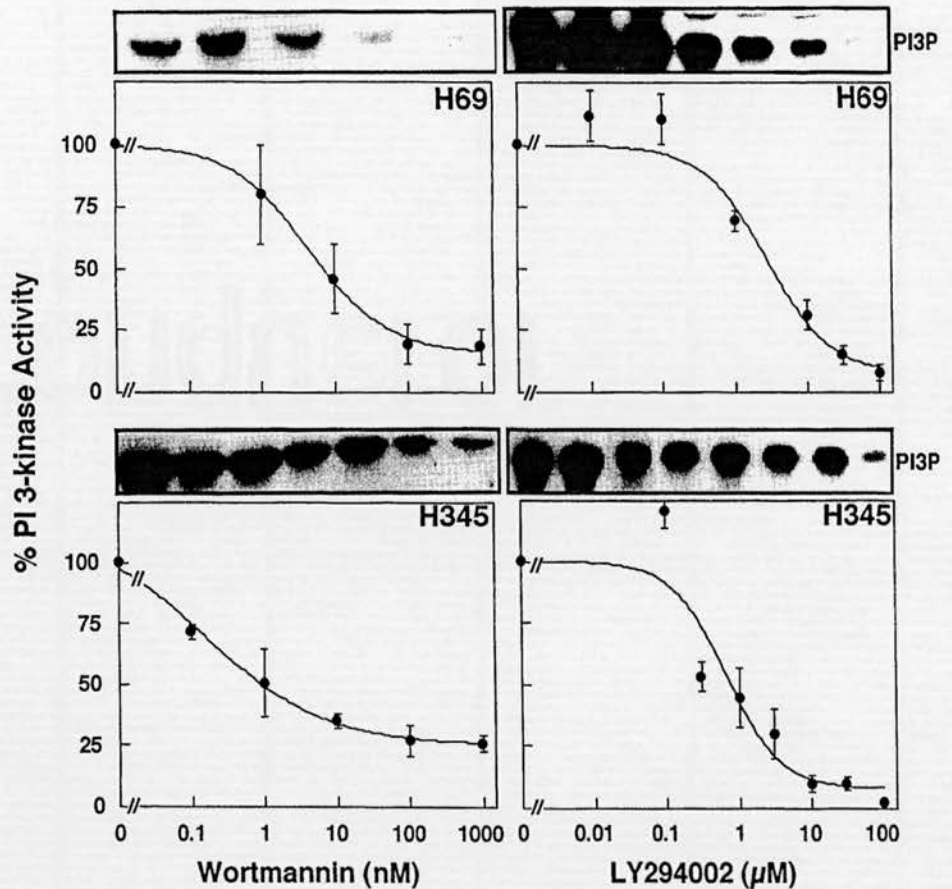 PI3P
H69
H69
100
75
50
25
0
% PI 3-kinase Activity
PI3P
H345
H345
100
75
50
25
0
0 0.1 1 10 100 1000
0 0.01 0.1 1 10 100
Wortmannin (nM)
LY294002 (µM)